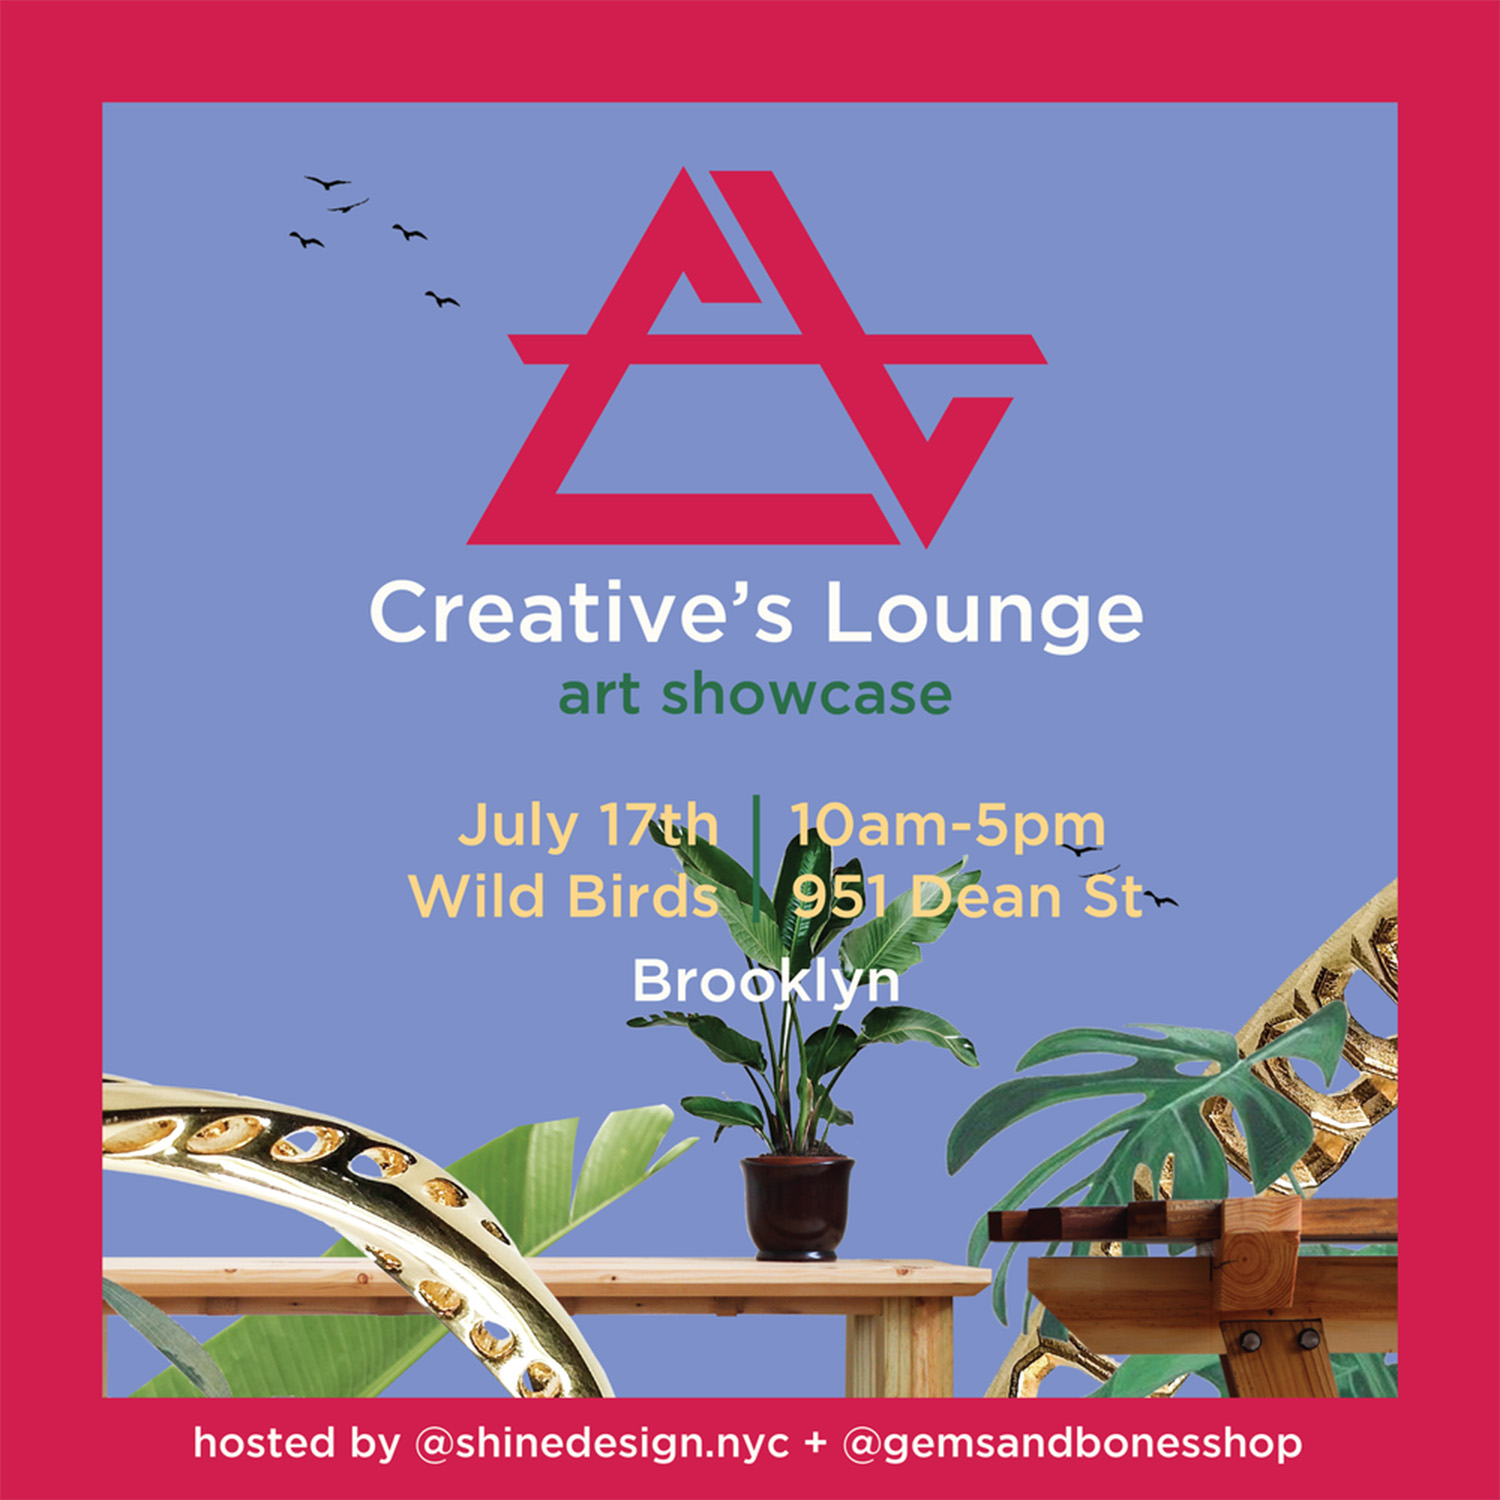 Creative’s Lounge
art showcase
July 17th | 10am-5pm
Wild Birds | 951 Dean St
Brooklyn
hosted by @shinedesign.nyc + @gemsandbonesshop